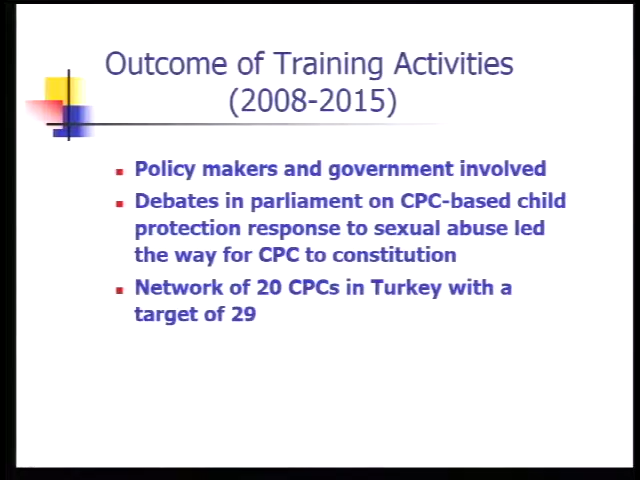 Outcome of Training Activities
(2008-2015)
Policy makers and government involved
Debates in parliament on CPC-based child
protection response to sexual abuse led
the way for CPC to constitution
Network of 20 CPCs in Turkey with a
target of 29